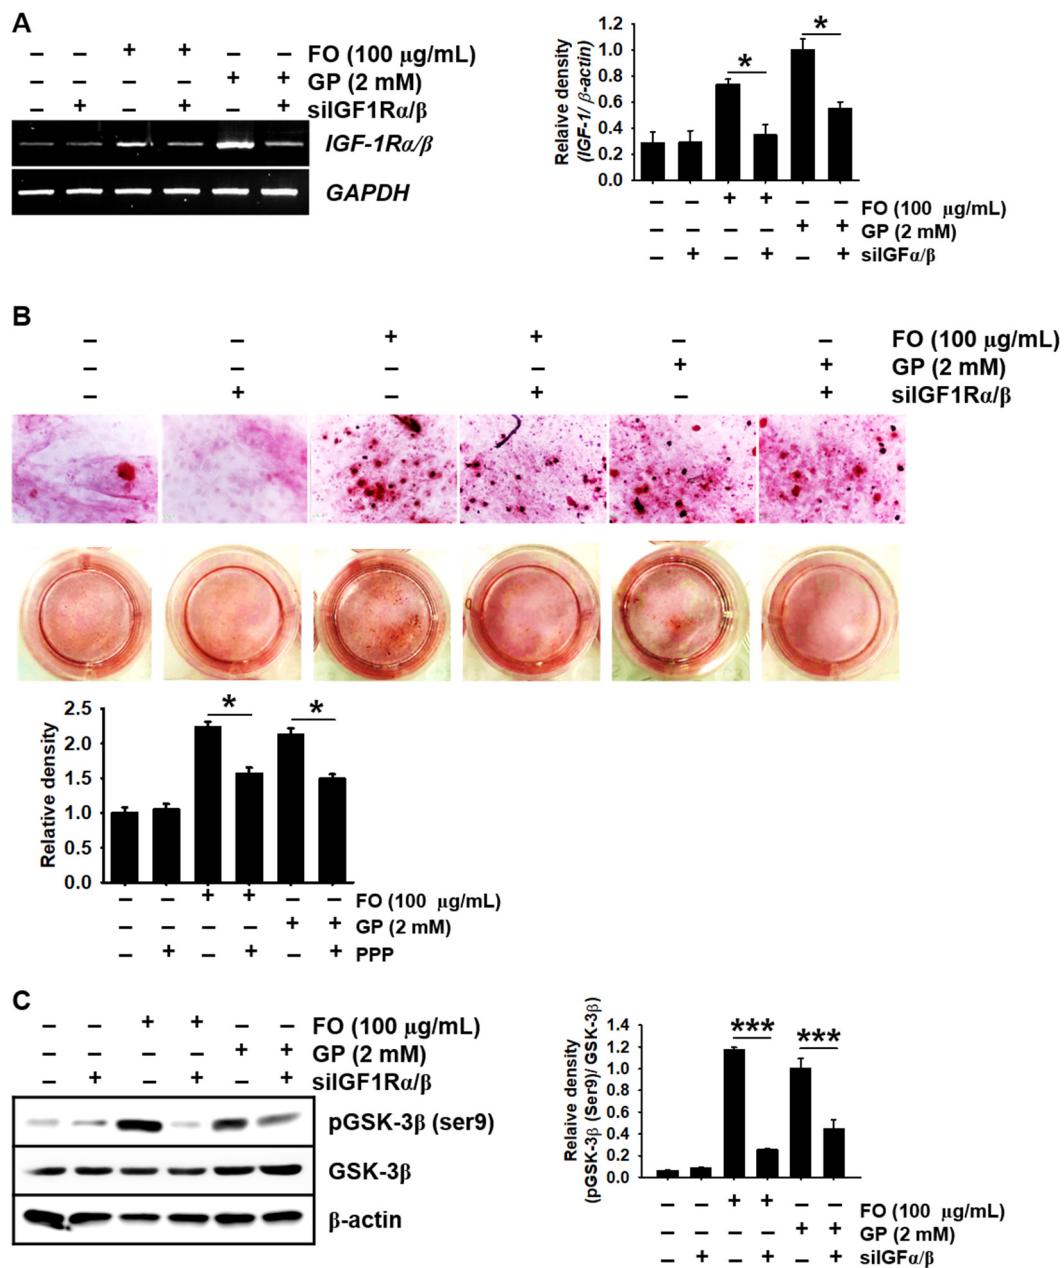 A
– – + + – – FO (100 µg/mL)
– – – – + + GP (2 mM)
– + – + – + siIGF1Rα/β
IGF-1Rα/β
GAPDH
Relaive density
(IGF-1/ β-actin)
1.2
1.0
0.8
0.6
0.4
0.2
0.0
* *
– – + + – – FO (100 µg/mL)
– – – – + + GP (2 mM)
– + – + – + siIGFα/β
B
– – + + – – FO (100 µg/mL)
– – – – + + GP (2 mM)
– + – + – + siIGF1Rα/β
Relative density
2.5
2.0
1.5
1.0
0.5
0.0
* *
– – + + – – FO (100 µg/mL)
– – – – + + GP (2 mM)
– + – + – + PPP
C
– – + + – – FO (100 µg/mL)
– – – – + + GP (2 mM)
– + – + – + siIGF1Rα/β
pGSK-3β (ser9)
GSK-3β
β-actin
Relaive density
(pGSK-3β (Ser9)/ GSK-3β)
1.4
1.2
1.0
0.8
0.6
0.4
0.2
0.0
*** ***
– – + + – – FO (100 µg/mL)
– – – – + + GP (2 mM)
– + – + – + siIGFα/β